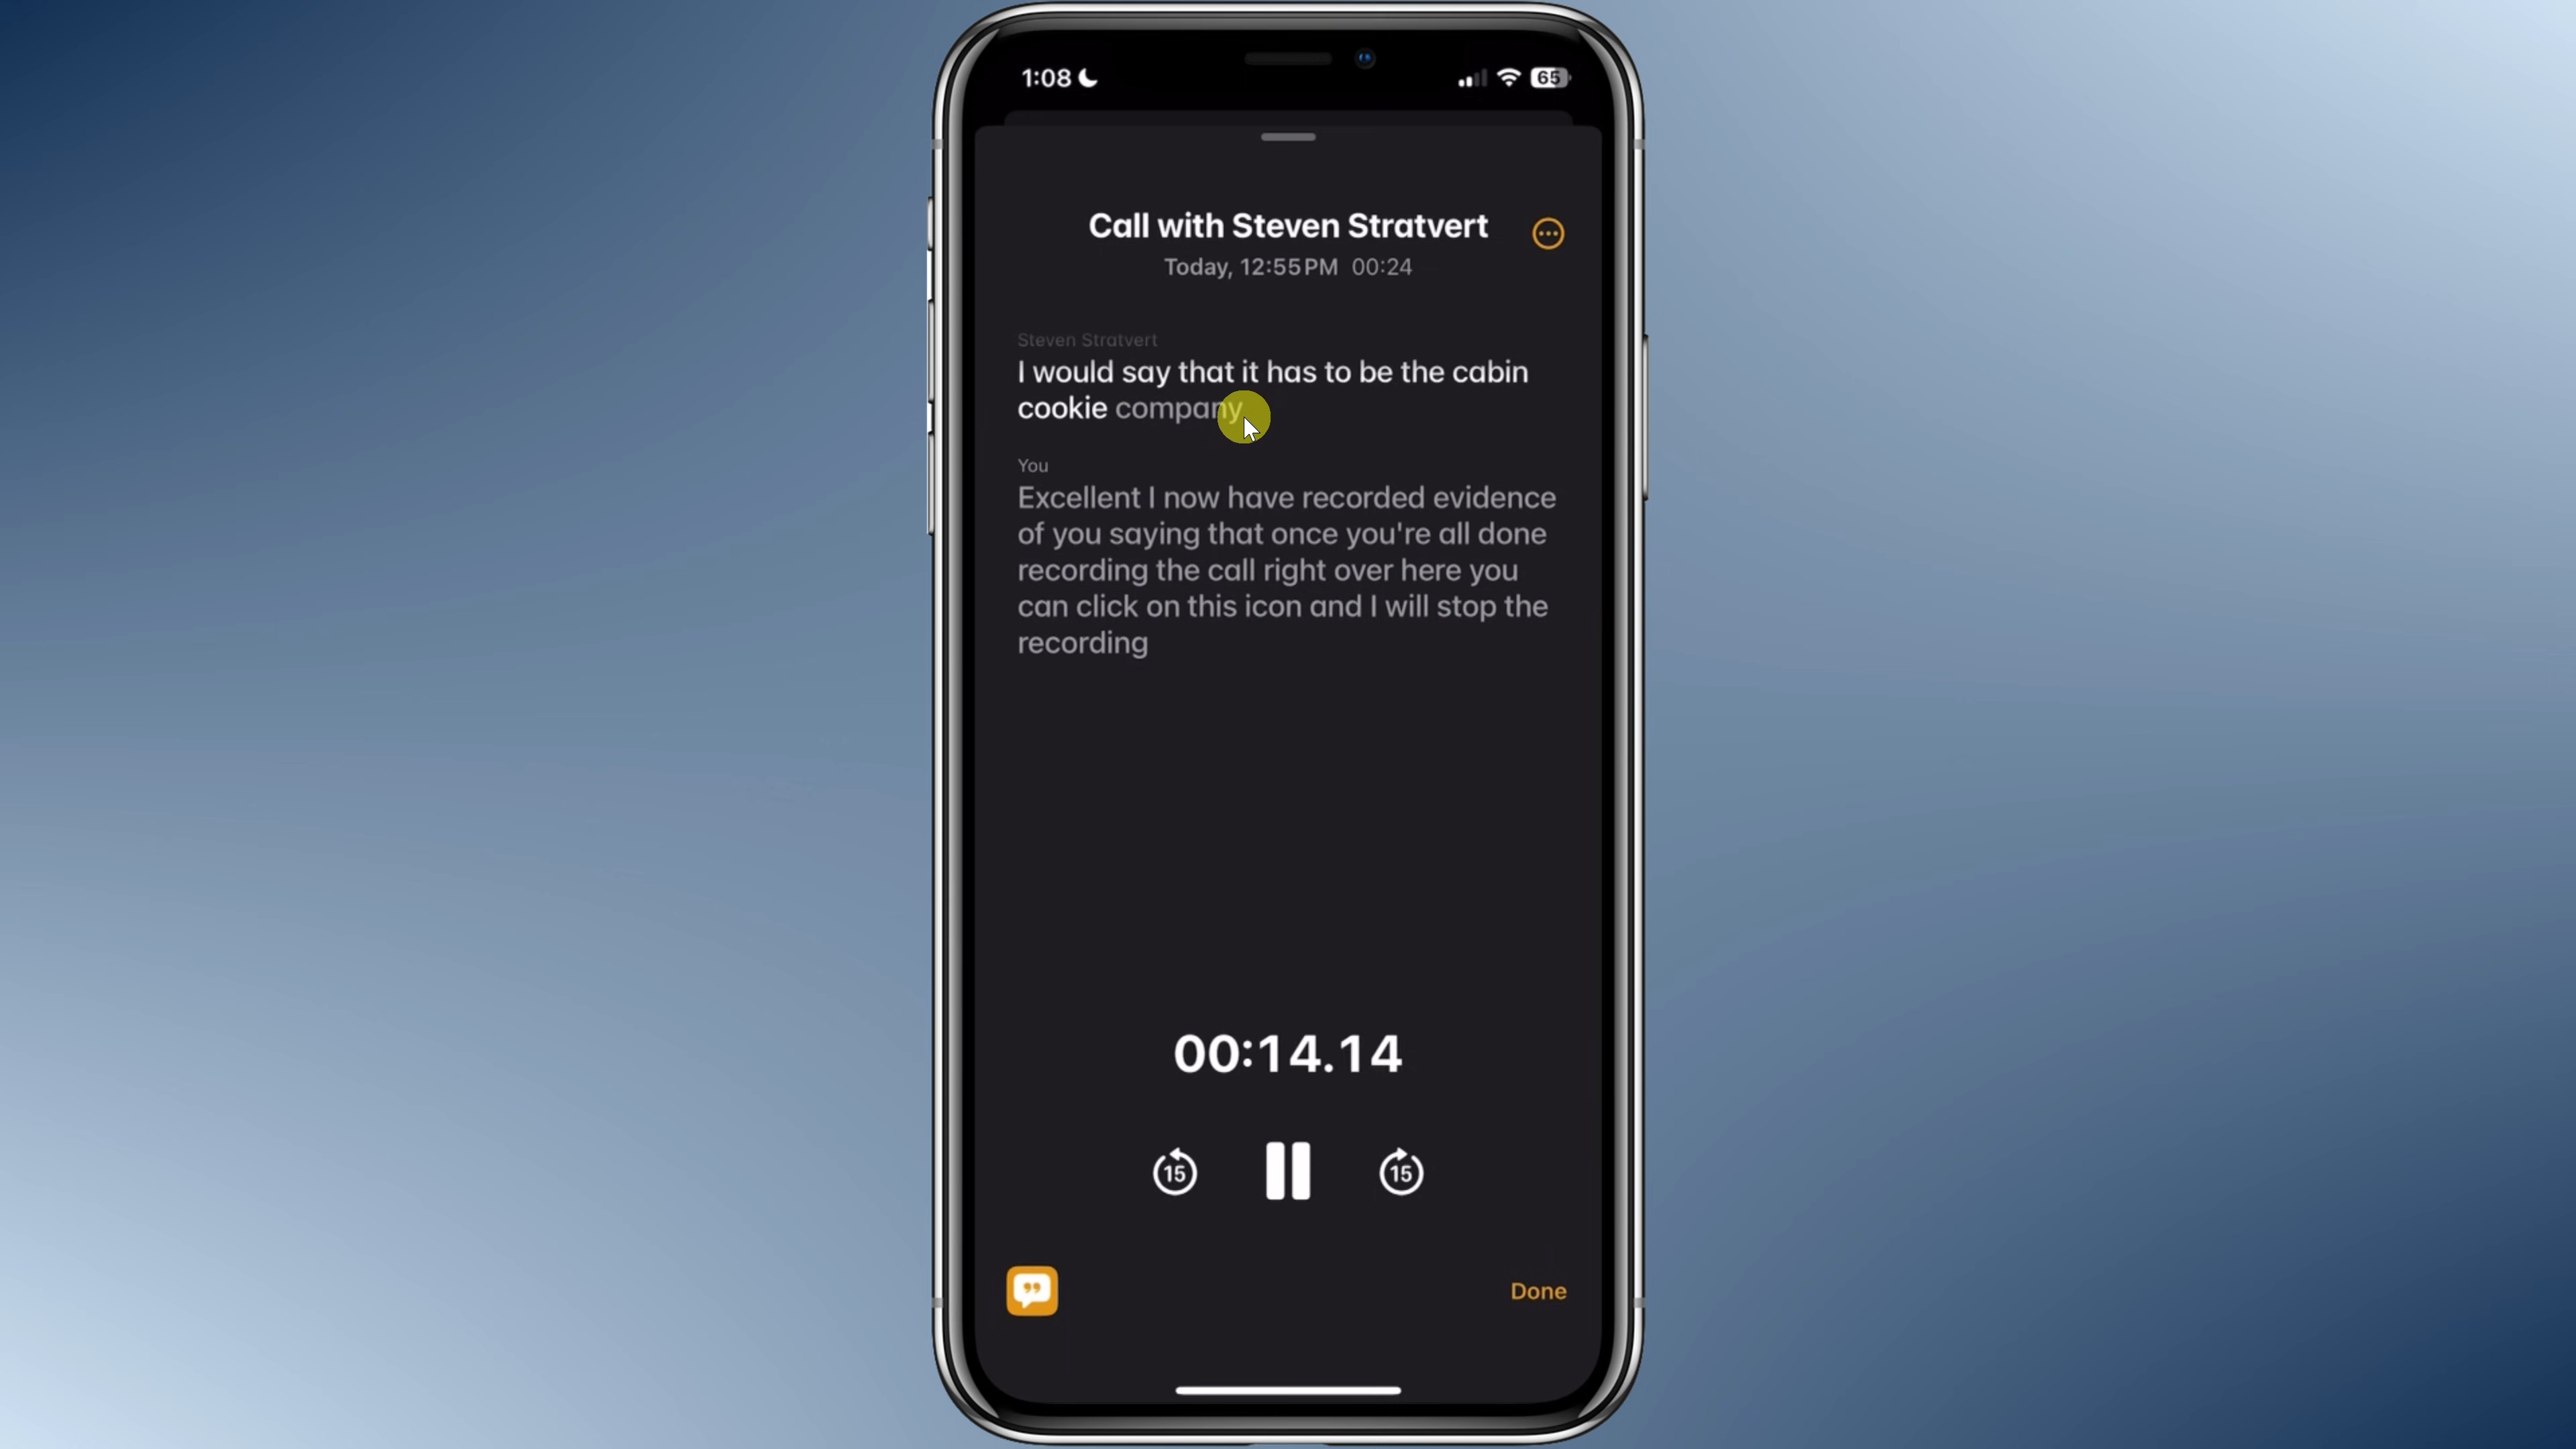 1:08
65
Call with Steven Stratvert
Today, 12:55 PM 00:24
Steven Stratvert
I would say that it has to be the cabin
cookie company
You
Excellent I now have recorded evidence
of you saying that once you're all done
recording the call right over here you
can click on this icon and I will stop the
recording
00:14.14
15 15
Done